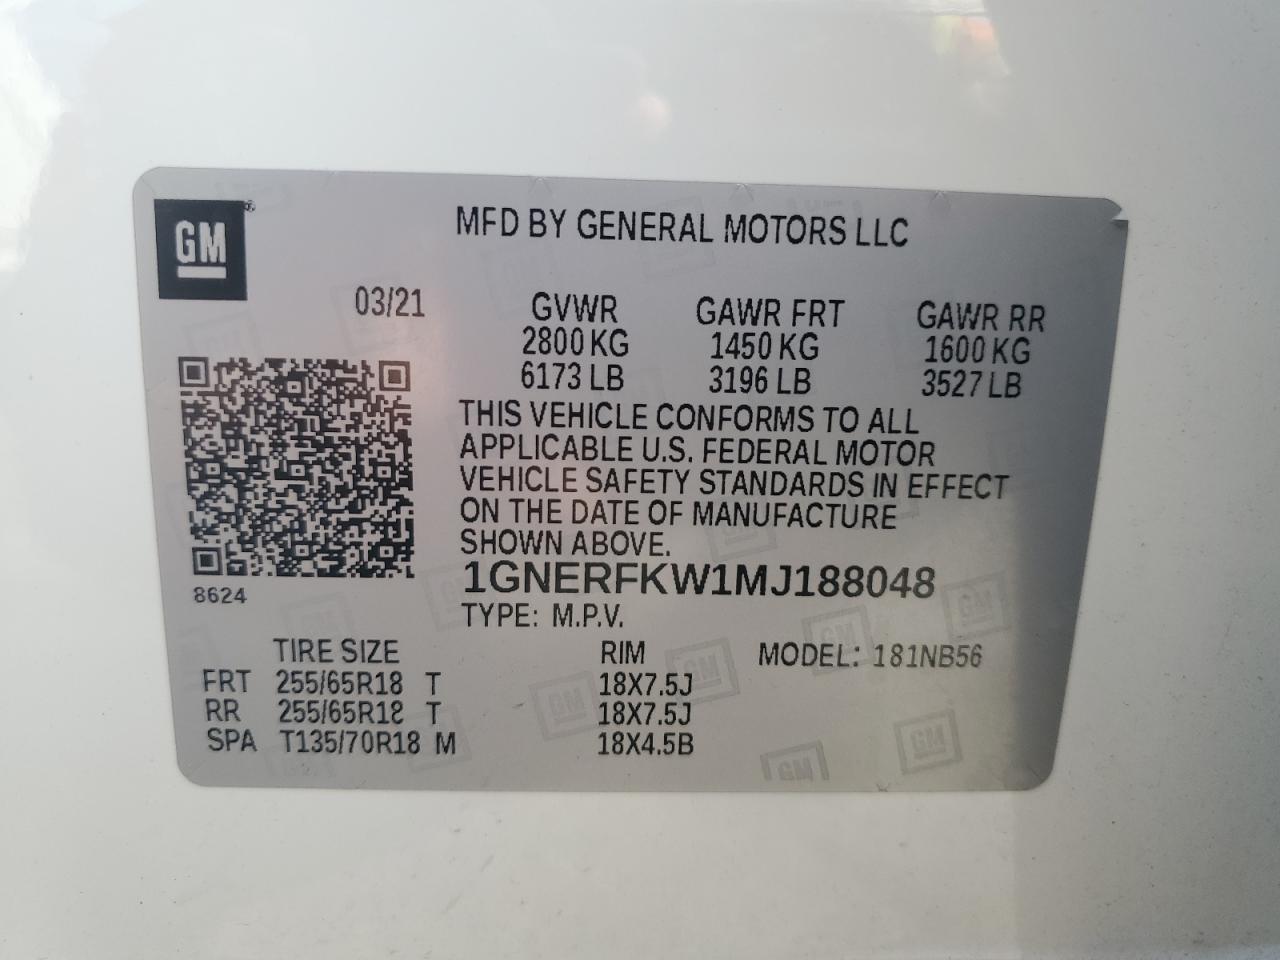 GM®
MFD BY GENERAL MOTORS LLC
03/21
GVWR GAWR FRT GAWR RR
2800 KG 1450 KG 1600 KG
6173 LB 3196 LB 3527 LB
THIS VEHICLE CONFORMS TO ALL
APPLICABLE U.S. FEDERAL MOTOR
VEHICLE SAFETY STANDARDS IN EFFECT
ON THE DATE OF MANUFACTURE
SHOWN ABOVE.
8624
1GNERFKW1MJ188048
TYPE: M.P.V.
TIRE SIZE RIM MODEL: 181NB56
FRT 255/65R18 T 18X7.5J
RR 255/65R18 T 18X7.5J
SPA T135/70R18 M 18X4.5B